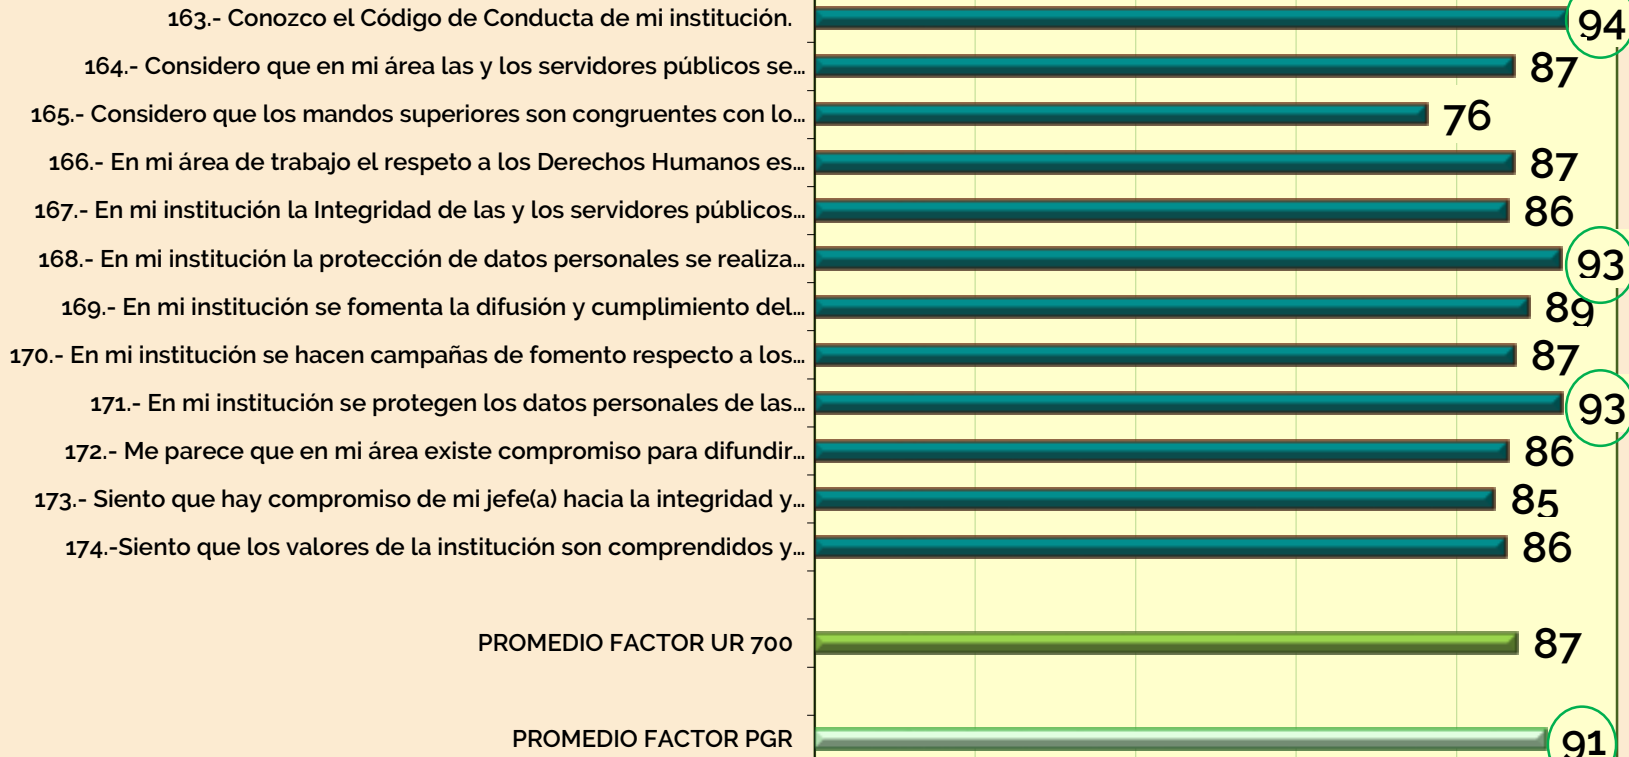 163.- Conozco el Código de Conducta de mi institución. 94
164.- Considero que en mi área las y los servidores públicos se... 87
165.- Considero que los mandos superiores son congruentes con lo... 76
166.- En mi área de trabajo el respeto a los Derechos Humanos es... 87
167.- En mi institución la Integridad de las y los servidores públicos... 86
168.- En mi institución la protección de datos personales se realiza... 93
169.- En mi institución se fomenta la difusión y cumplimiento del... 89
170.- En mi institución se hacen campañas de fomento respecto a los... 87
171.- En mi institución se protegen los datos personales de las... 93
172.- Me parece que en mi área existe compromiso para difundir... 86
173.- Siento que hay compromiso de mi jefe(a) hacia la integridad y... 85
174.-Siento que los valores de la institución son comprendidos y... 86
PROMEDIO FACTOR UR 700 87
PROMEDIO FACTOR PGR 91